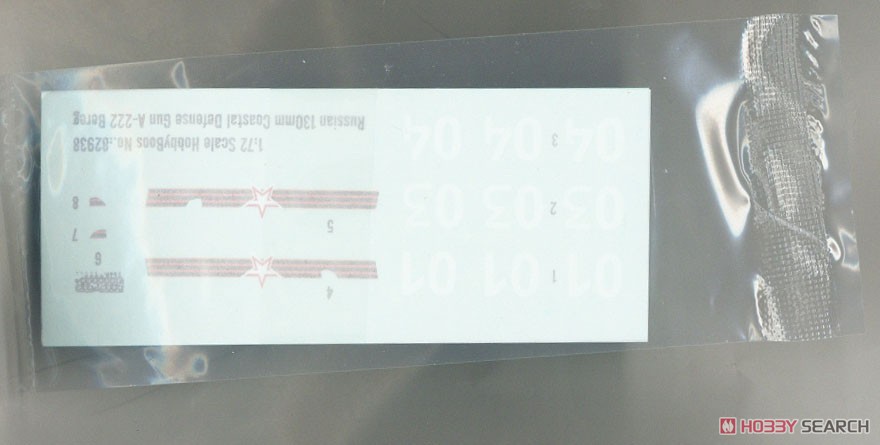 01 1 01 01
4
6
7
03 2 03 03
5
8
04 3 04 04
1:72 Scale HobbyBoos No.:82938
Russian 130mm Coastal Defense Gun A-222 Bereg
HOBBY SEARCH